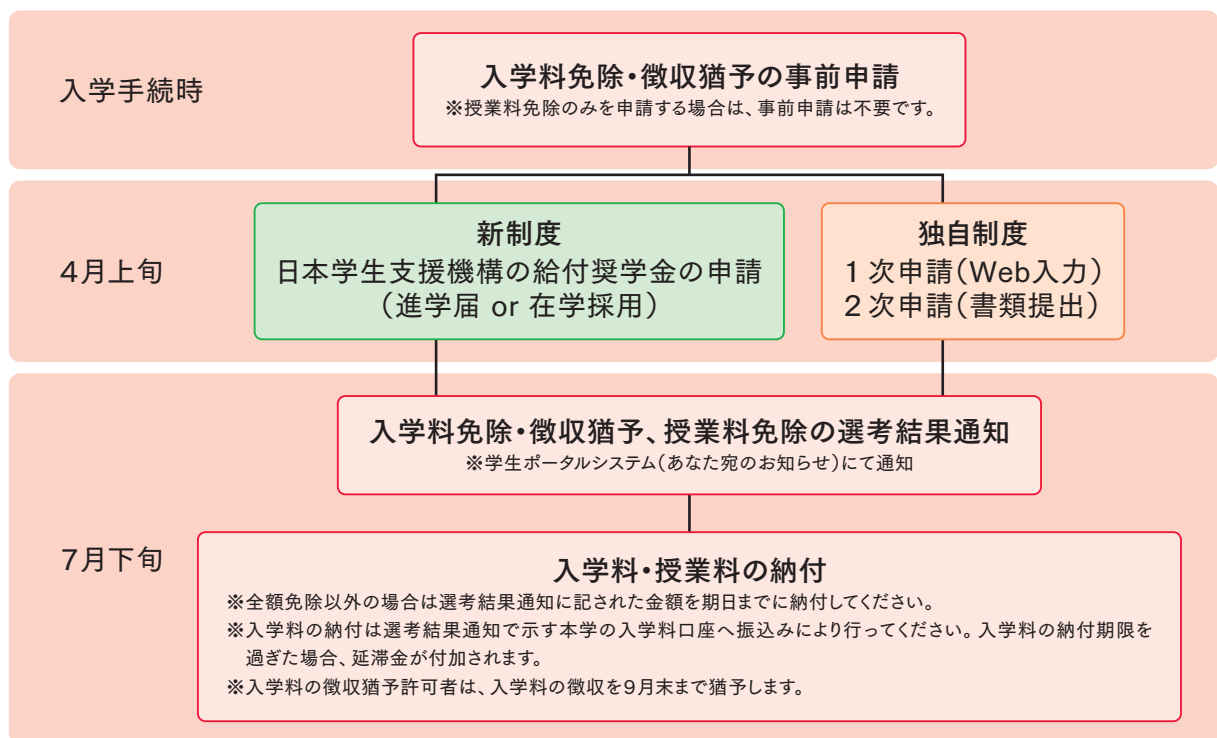 入学手続時
入学料免除・徴収猶予の事前申請
※授業料免除のみを申請する場合は、事前申請は不要です。
4月上旬
新制度
日本学生支援機構の給付奨学金の申請
（進学届 or 在学採用）
独自制度
1次申請（Web入力）
2次申請（書類提出）
7月下旬
入学料免除・徴収猶予、授業料免除の選考結果通知
※学生ポータルシステム（あなた宛のお知らせ）にて通知
入学料・授業料の納付
※全額免除以外の場合は選考結果通知に記された金額を期日までに納付してください。
※入学料の納付は選考結果通知で示す本学の入学料口座へ振込みにより行ってください。入学料の納付期限を
過ぎた場合、延滞金が付加されます。
※入学料の徴収猶予許可者は、入学料の徴収を9月末まで猶予します。